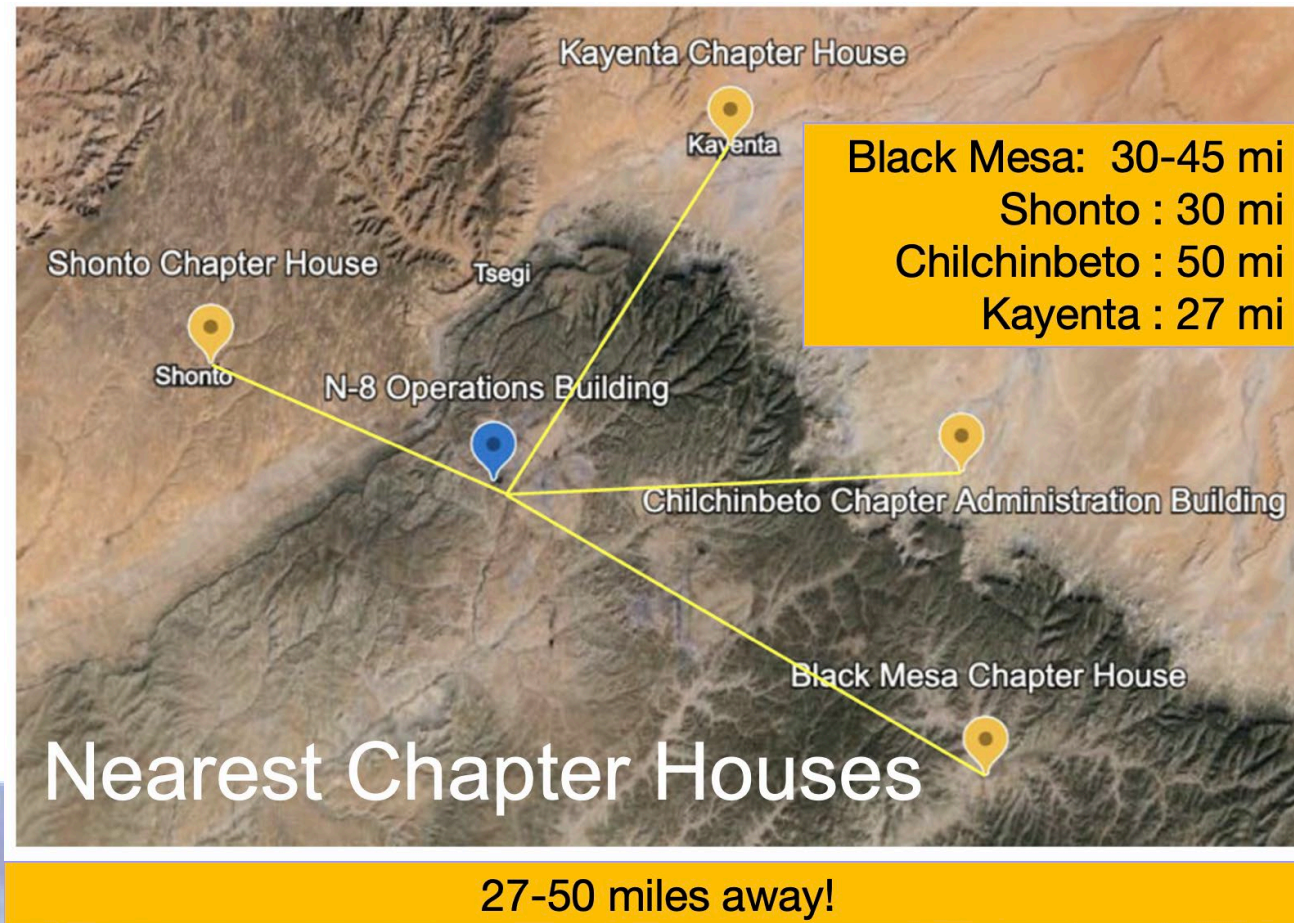 Kayenta Chapter House
Kayenta
Black Mesa:  30-45 mi
Shonto : 30 mi
Chilchinbeto : 50 mi
Kayenta : 27 mi
Shonto Chapter House
Tsegi
Shonto
N-8 Operations Building
Chilchinbeto Chapter Administration Building
Black Mesa Chapter House
Nearest Chapter Houses
27-50 miles away!